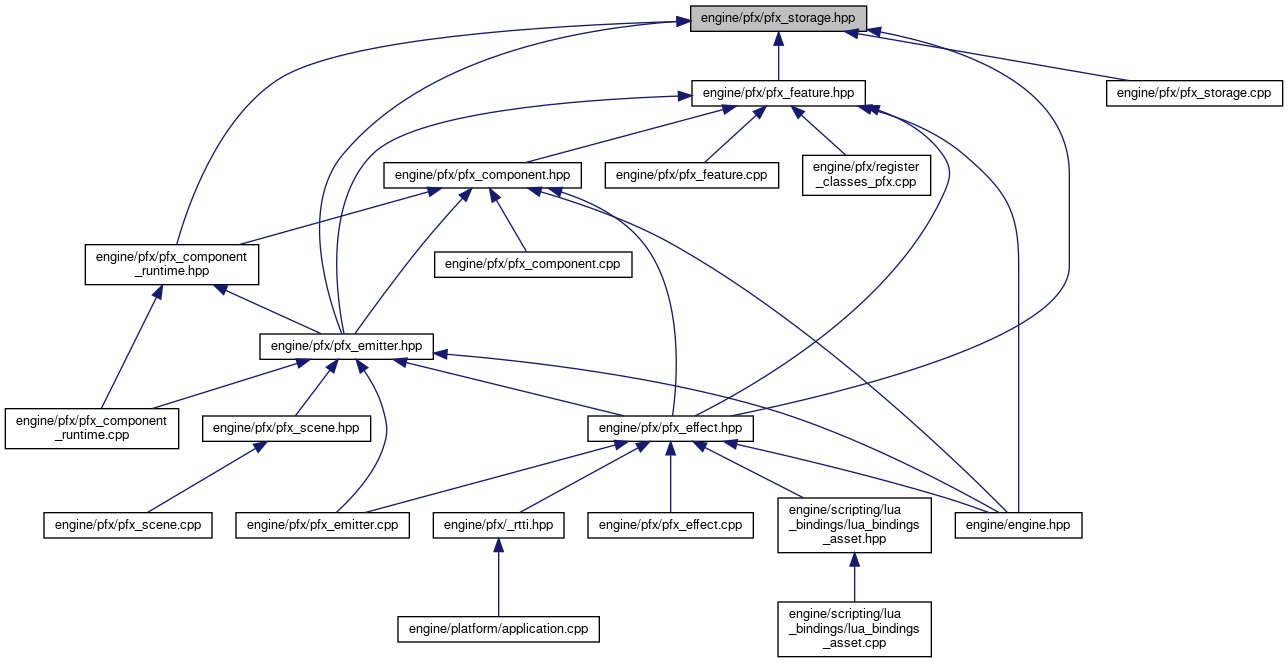 engine/pfx/pfx_storage.hpp
engine/pfx/pfx_feature.hpp
engine/pfx/pfx_storage.cpp
engine/pfx/pfx_component.hpp
engine/pfx/pfx_feature.cpp
engine/pfx/register
_classes_pfx.cpp
engine/pfx/pfx_component
_runtime.hpp
engine/pfx/pfx_component.cpp
engine/pfx/pfx_emitter.hpp
engine/pfx/pfx_component
_runtime.cpp
engine/pfx/pfx_scene.hpp
engine/pfx/pfx_effect.hpp
engine/pfx/pfx_scene.cpp
engine/pfx/pfx_emitter.cpp
engine/pfx/_rtti.hpp
engine/pfx/pfx_effect.cpp
engine/scripting/lua
_bindings/lua_bindings
_asset.hpp
engine/engine.hpp
engine/platform/application.cpp
engine/scripting/lua
_bindings/lua_bindings
_asset.cpp